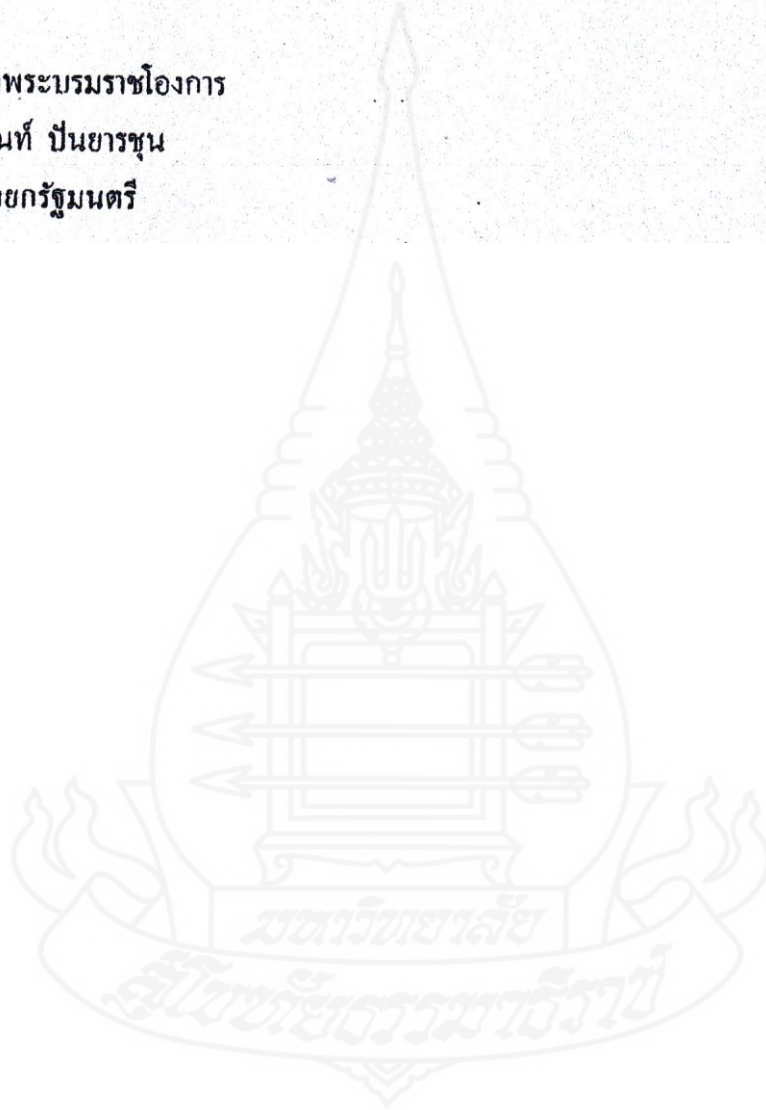 พระบรมราชโองการ
นท์ ปันยารชุน
ยกรัฐมนตรี
มหาวิทยาลัย
สุโขทัยธรรมาธิราช